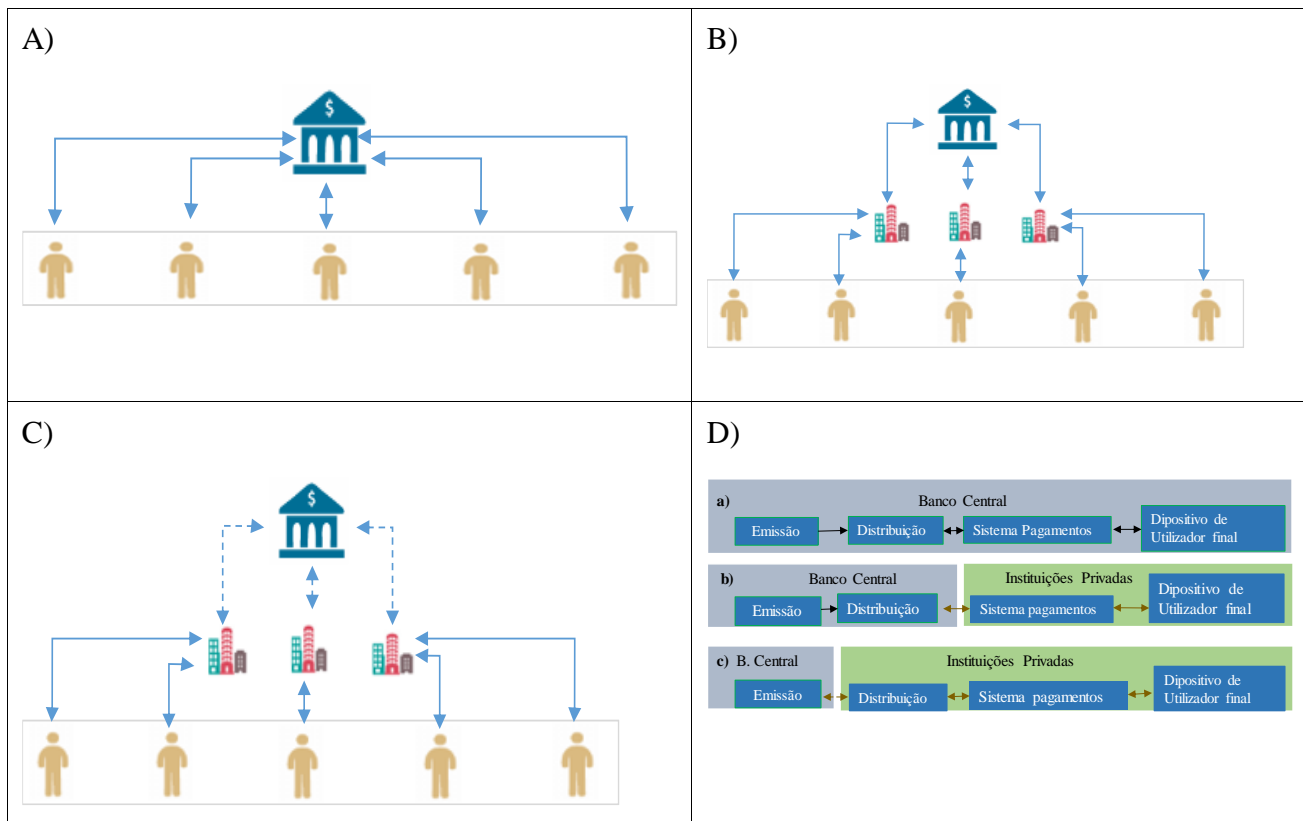 A)
$
B)
$
C)
$
D)
a) Banco Central
Emissão
Distribuição
Sistema Pagamentos
Dipositivo de
Utilizador final
b) Banco Central
Instituições Privadas
Emissão
Distribuição
Sistema pagamentos
Dipositivo de
Utilizador final
c) B. Central
Instituições Privadas
Emissão
Distribuição
Sistema pagamentos
Dipositivo de
Utilizador final